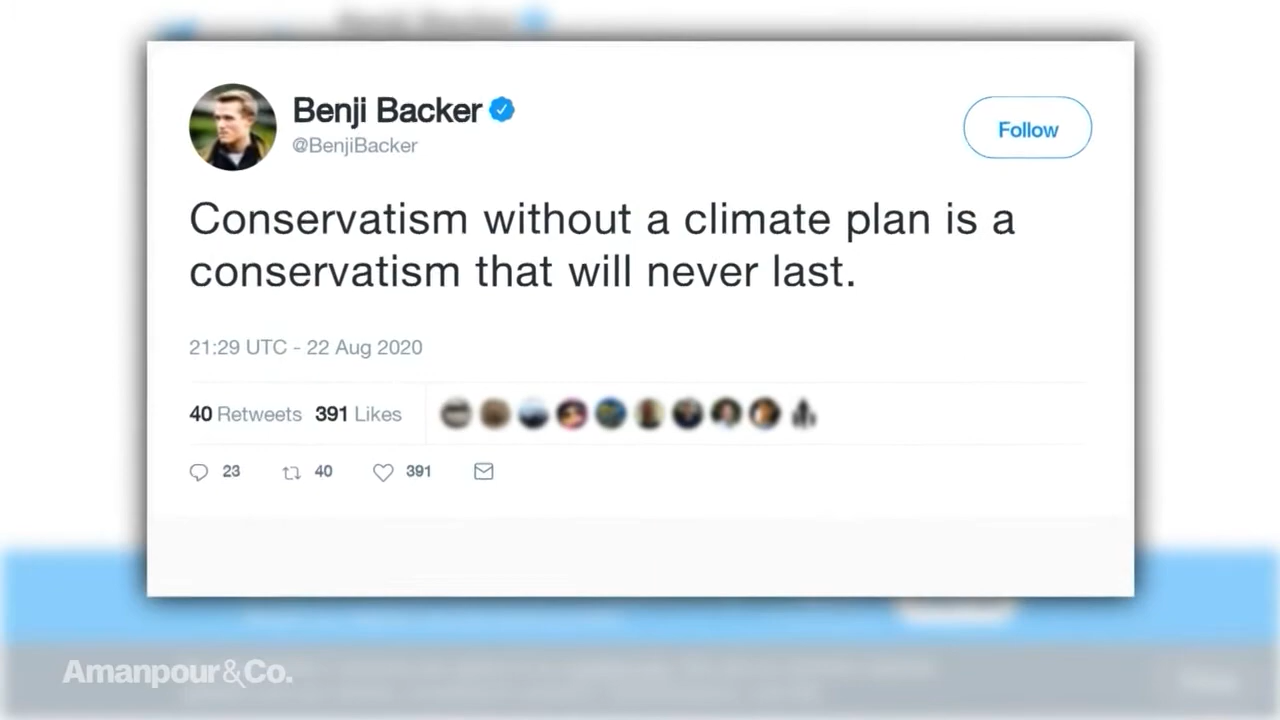 Benji Backer
@BenjiBacker
Follow
Conservatism without a climate plan is a
conservatism that will never last.
21:29 UTC - 22 Aug 2020
40 Retweets 391 Likes
23 40 391
Amanpour&Co.